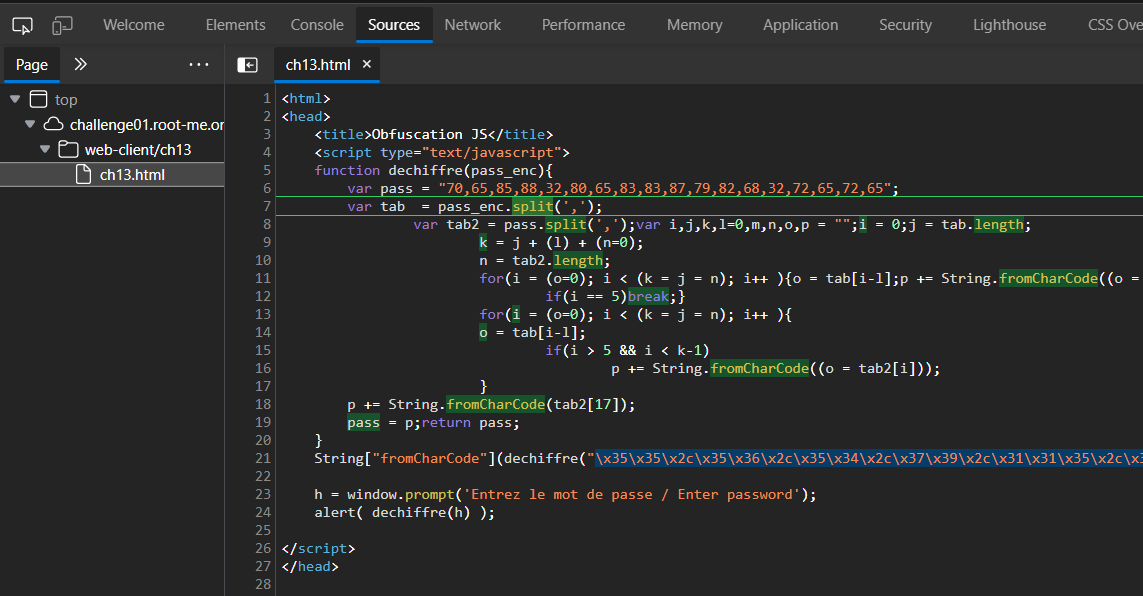 Welcome Elements Console Sources Network Performance Memory Application Security Lighthouse CSS Ove
Page ch13.html
top
challenge01.root-me.or
web-client/ch13
ch13.html
1 <html>
2 <head>
3 <title>Obfuscation JS</title>
4 <script type="text/javascript">
5 function dechiffre(pass_enc){
6 var pass = "70,65,85,88,32,80,65,83,83,87,79,82,68,32,72,65,72,65";
7 var tab  = pass_enc.split(',');
8 var tab2 = pass.split(',');var i,j,k,l=0,m,n,o,p = "";i = 0;j = tab.length;
9 k = j + (l) + (n=0);
10 n = tab2.length;
11 for(i = (o=0); i < (k = j = n); i++ ){o = tab[i-l];p += String.fromCharCode((o =
12 if(i == 5)break;}
13 for(i = (o=0); i < (k = j = n); i++ ){
14 o = tab[i-l];
15 if(i > 5 && i < k-1)
16 p += String.fromCharCode((o = tab2[i]));
17 }
18 p += String.fromCharCode(tab2[17]);
19 pass = p;return pass;
20 }
21 String["fromCharCode"](dechiffre("\x35\x35\x2c\x35\x36\x2c\x35\x34\x2c\x37\x39\x2c\x31\x31\x35\x2c\x3
22
23 h = window.prompt('Entrez le mot de passe / Enter password');
24 alert( dechiffre(h) );
25
26 </script>
27 </head>
28